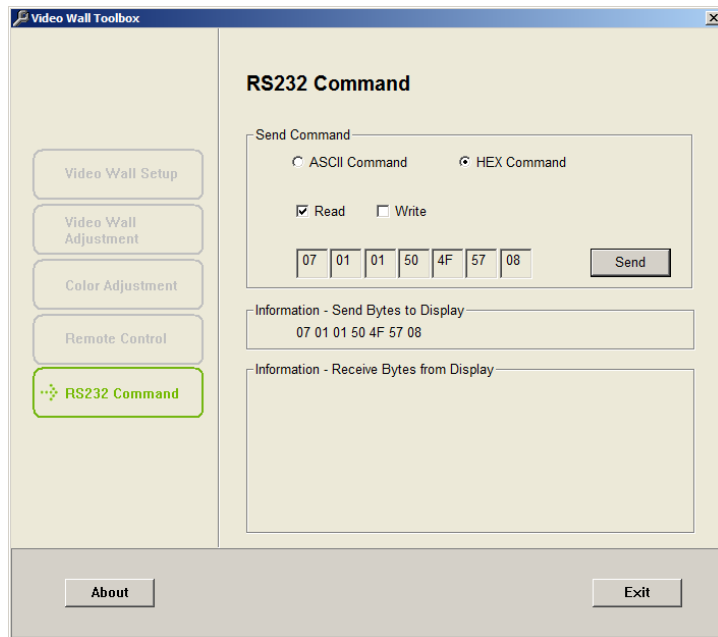 Video Wall Toolbox
Video Wall Setup
Video Wall
Adjustment
Color Adjustment
Remote Control
RS232 Command
RS232 Command
Send Command
ASCII Command HEX Command
Read Write
07 01 01 50 4F 57 08 Send
Information - Send Bytes to Display
07 01 01 50 4F 57 08
Information - Receive Bytes from Display
About Exit